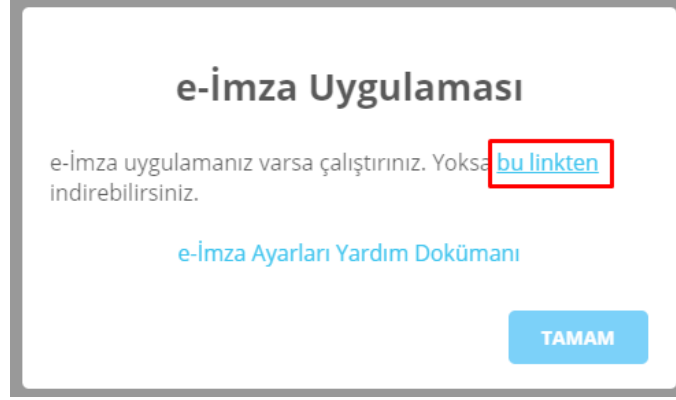 e-İmza Uygulaması
e-İmza uygulamanız varsa çalıştırınız. Yoksa bu linkten
indirebilirsiniz.
e-İmza Ayarları Yardım Dokümanı
TAMAM